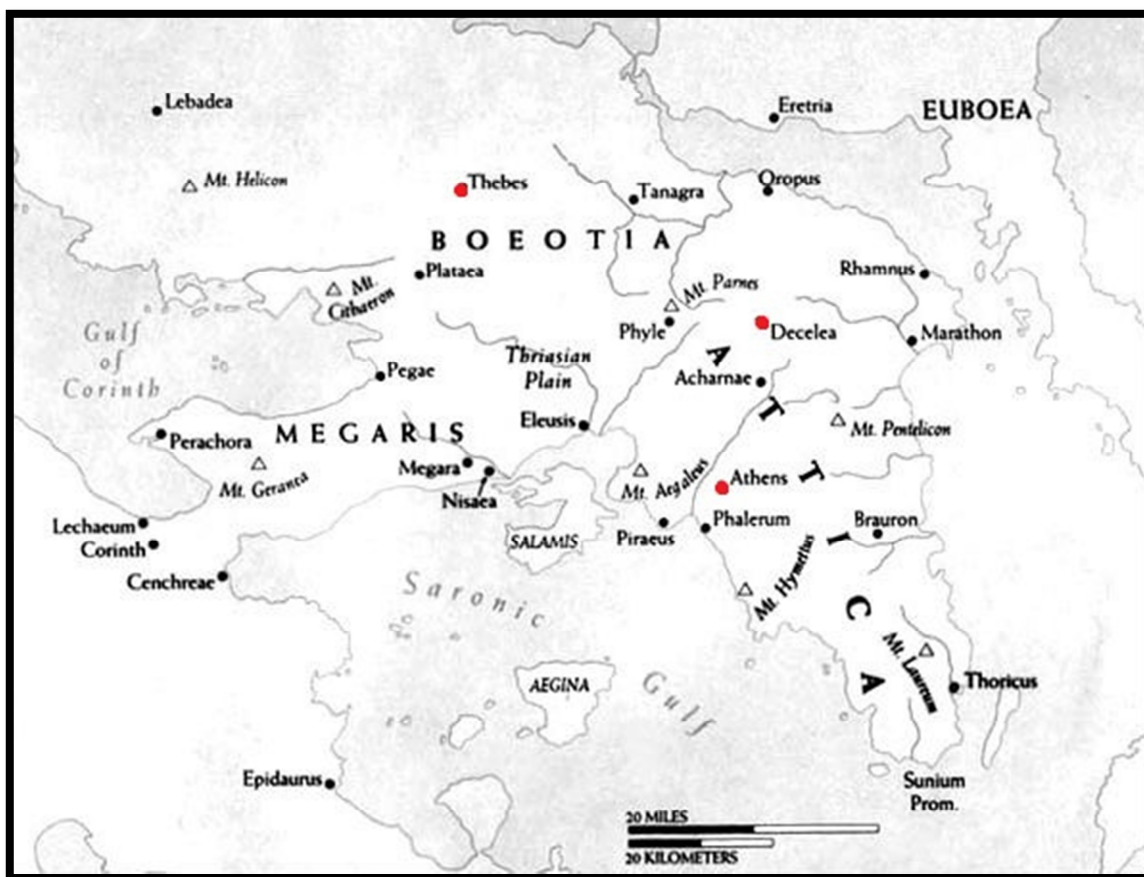 Lebadea
Eretria
EUBOEA
Mt. Helicon
Thebes
Tanagra
Oropus
BOEOTIA
Plataea
Rhamnus
Mt.
Cithaeron
Mt. Parnes
Gulf
of
Corinth
Phyle
Decelea
Marathon
Thriasian
Plain
Pegae
Acharnae
Eleusis
Perachora
MEGARIS
Mt. Pentelicon
Megara
Mt. Geranea
Nisaea
Mt. Aegaleus
Athens
ATTICA
Lechaeum
Corinth
SALAMIS
Piraeus
Phalerum
Brauron
Cenchreae
Mt. Hymettus
Saronic
Gulf
AEGINA
Mt. Laureum
Thoricus
Epidaurus
Sunium
Prom.
20 MILES
20 KILOMETERS